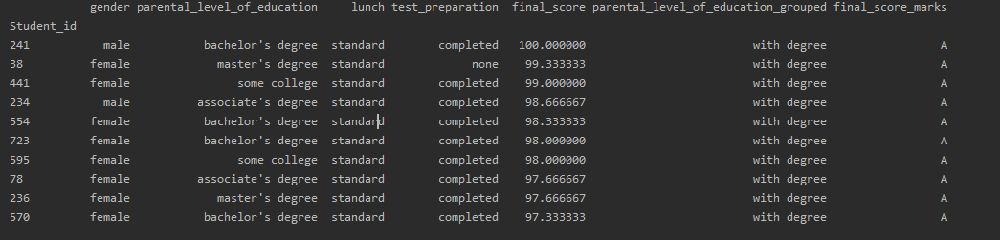 gender parental_level_of_education lunch test_preparation final_score parental_level_of_education_grouped final_score_marks
Student_id
241 male bachelor's degree standard completed 100.000000 with degree A
38 female master's degree standard none 99.333333 with degree A
441 female some college standard completed 99.000000 with degree A
234 male associate's degree standard completed 98.666667 with degree A
554 female bachelor's degree standard completed 98.333333 with degree A
723 female bachelor's degree standard completed 98.000000 with degree A
595 female some college standard completed 98.000000 with degree A
78 female associate's degree standard completed 97.666667 with degree A
236 female master's degree standard completed 97.666667 with degree A
570 female bachelor's degree standard completed 97.333333 with degree A